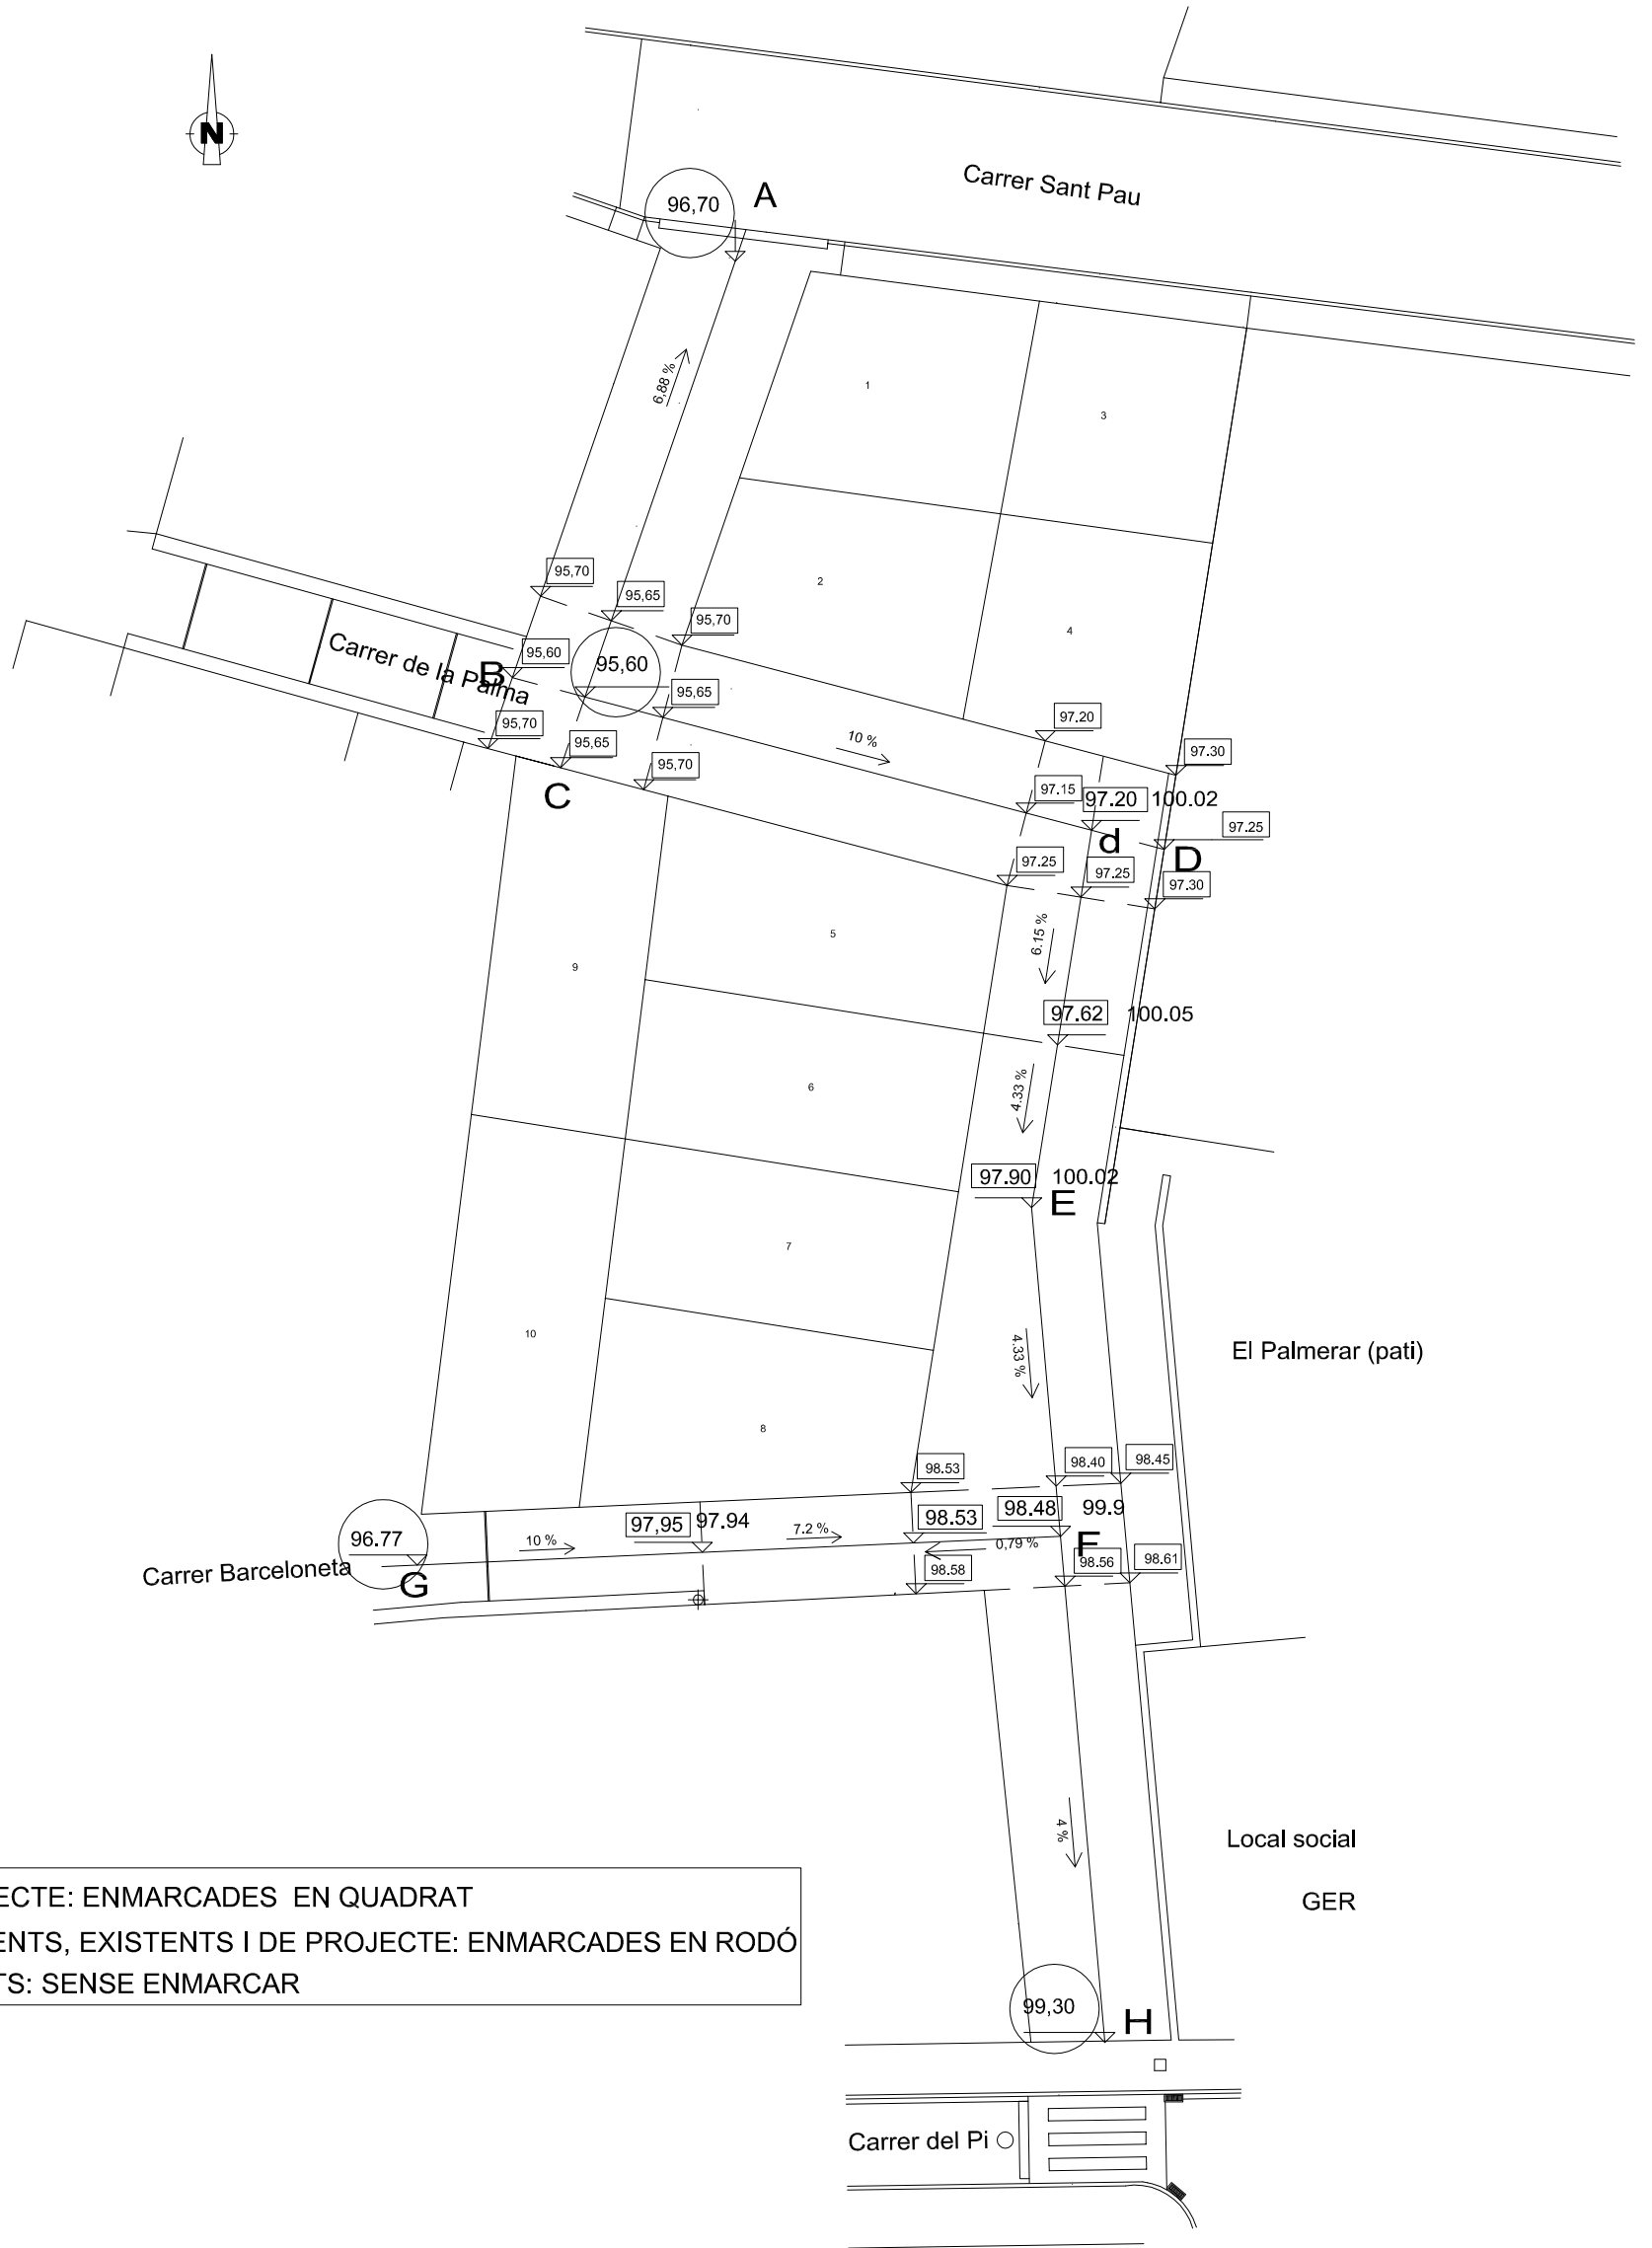 N
96,70
A
Carrer Sant Pau
6,88 %
1
3
2
4
95,70
95,65
95,70
Carrer de la Palma
95,60
B
95,60
95,65
95,70
95,65
95,70
C
10 %
97.20
97.30
97.15
97.20
100.02
97.25
d
D
97.25
97.25
97.30
5
9
6.15 %
97.62
100.05
6
4.33 %
97.90
100.02
E
7
10
4.33 %
El Palmerar (pati)
8
98.53
98.40
98.45
96.77
97,95
97.94
98.53
98.48
99.9
10 %
7.2 %
0,79 %
F
Carrer Barceloneta
G
98.58
98.56
98.61
4 %
Local social
GER
ECTE: ENMARCADES EN QUADRAT
ENTS, EXISTENTS I DE PROJECTE: ENMARCADES EN RODÓ
TS: SENSE ENMARCAR
99,30
H
Carrer del Pi